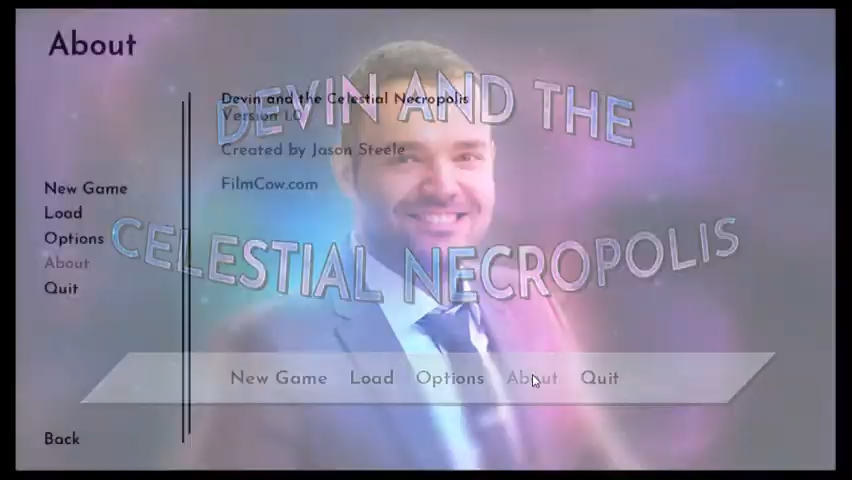 About
Devin and the Celestial Necropolis
Version 1.0
Created by Jason Steele
FilmCow.com
DEVIN AND THE
CELESTIAL NECROPOLIS
New Game
Load
Options
About
Quit
New Game Load Options About Quit
Back